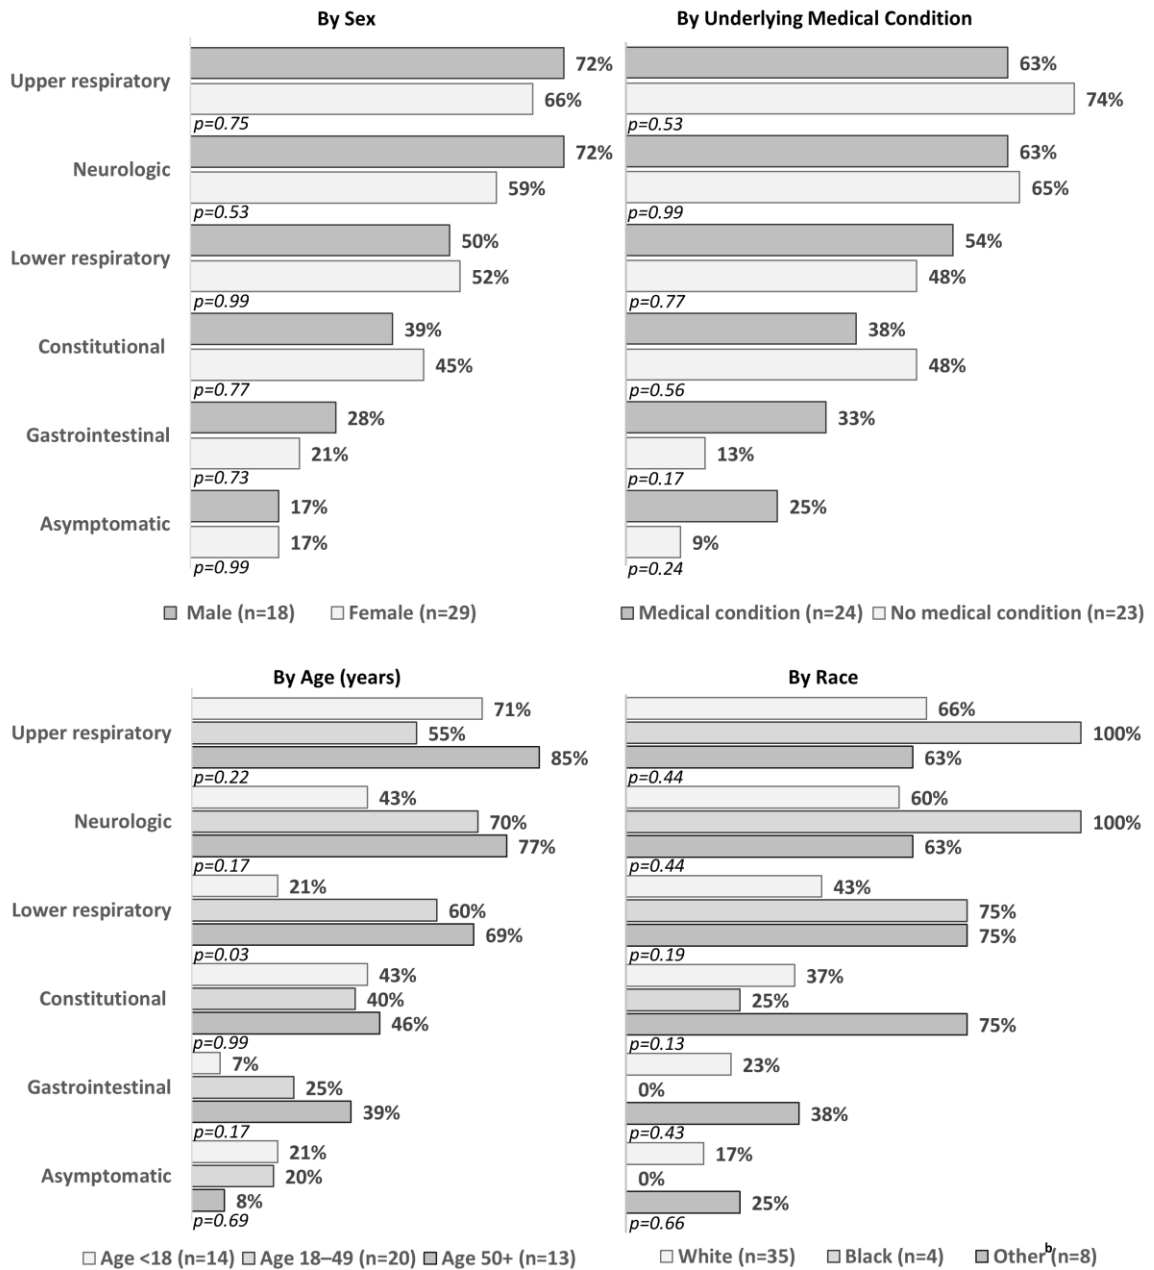 By Sex
Upper respiratory
72%
66%
p=0.75
Neurologic
72%
59%
p=0.53
Lower respiratory
50%
52%
p=0.99
Constitutional
39%
45%
p=0.77
Gastrointestinal
28%
21%
p=0.73
Asymptomatic
17%
17%
p=0.99
Male (n=18) Female (n=29)
By Underlying Medical Condition
63%
74%
p=0.53
63%
65%
p=0.99
54%
48%
p=0.77
38%
48%
p=0.56
33%
13%
p=0.17
25%
9%
p=0.24
Medical condition (n=24) No medical condition (n=23)
By Age (years)
Upper respiratory
71%
55%
85%
p=0.22
Neurologic
43%
70%
77%
p=0.17
Lower respiratory
21%
60%
69%
p=0.03
Constitutional
43%
40%
46%
p=0.99
Gastrointestinal
7%
25%
39%
p=0.17
Asymptomatic
21%
20%
8%
p=0.69
Age <18 (n=14) Age 18–49 (n=20) Age 50+ (n=13)
By Race
66%
100%
63%
p=0.44
60%
100%
63%
p=0.44
43%
75%
75%
p=0.19
37%
25%
75%
p=0.13
23%
0%
38%
p=0.43
17%
0%
25%
p=0.66
White (n=35) Black (n=4) Other b (n=8)